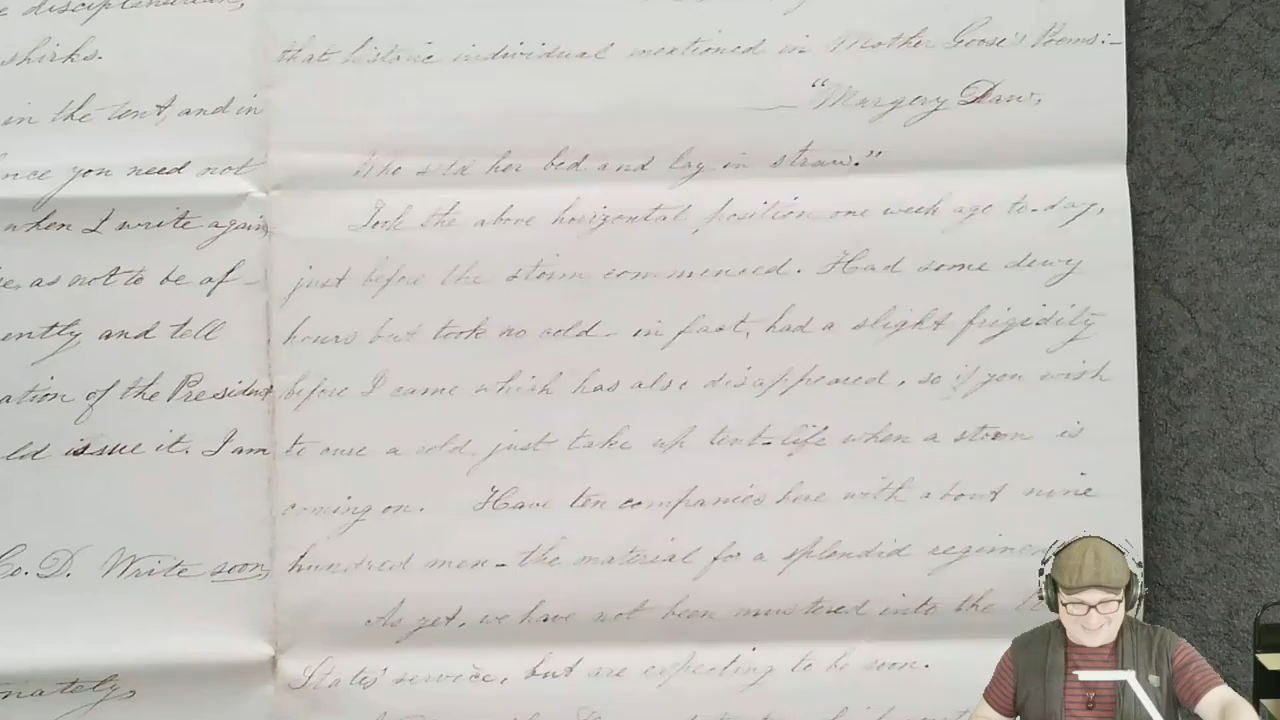 e disciplinarian,
shirks.
in the tent, and in
nce you need not
when I write again,
se, as not to be af-
ently and tell
ation of the President
ld issue it. I am
Co. D. Write soon,
nately,
that historic individual mentioned in Mother Goose's Poems:-
"Margery Daw,
Who sold her bed and lay in straw."
Took the above horizontal position one week ago to-day,
just before the storm commenced. Had some dewy
hours but took no cold - in fact, had a slight frigidity
before I came which has also disappeared, so if you wish
to cure a cold, just take up tent-life when a storm is
coming on. Have ten companies here with about nine
hundred men - the material for a splendid regimen
As yet, we have not been mustered into the
States' service, but are expecting to be soon.